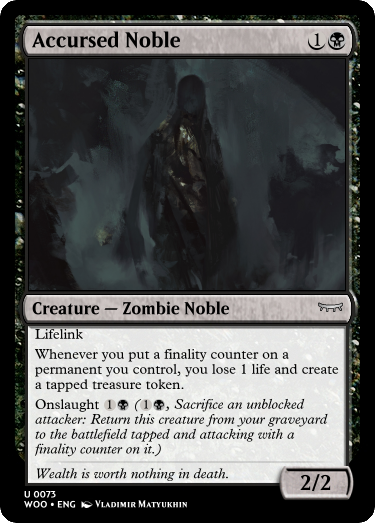 Accursed Noble 1
Creature — Zombie Noble
Lifelink
Whenever you put a finality counter on a
permanent you control, you lose 1 life and create
a tapped treasure token.
Onslaught 1 (1, Sacrifice an unblocked
attacker: Return this creature from your graveyard
to the battlefield tapped and attacking with a
finality counter on it.)
Wealth is worth nothing in death.
2/2
U 0073
WOO • ENG Vladimir Matyukhin